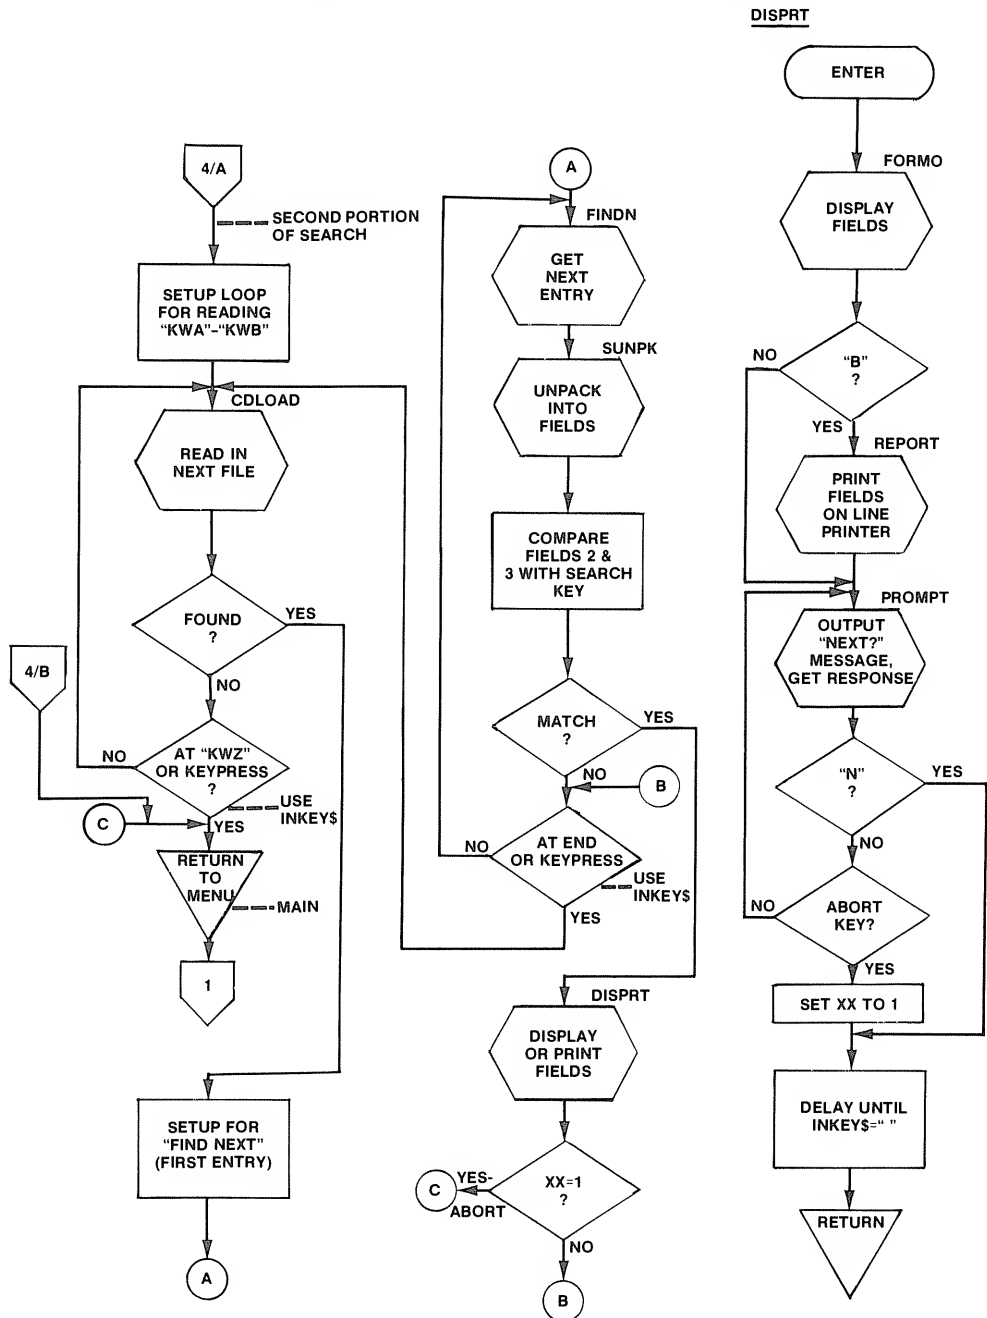 4/A
SECOND PORTION
OF SEARCH
SETUP LOOP
FOR READING
“KWA”-“KWB”
CDLOAD
READ IN
NEXT FILE
FOUND
?
YES
NO
4/B
AT “KWZ”
OR KEYPRESS
?
NO
USE
INKEY$
C
YES
RETURN
TO
MENU
MAIN
1
SETUP FOR
“FIND NEXT”
(FIRST ENTRY)
A
A
FINDN
GET
NEXT
ENTRY
SUNPK
UNPACK
INTO
FIELDS
COMPARE
FIELDS 2 &
3 WITH SEARCH
KEY
MATCH
?
YES
NO
B
AT END
OR KEYPRESS
NO
USE
INKEY$
YES
DISPRT
DISPLAY
OR PRINT
FIELDS
XX=1
?
YES-
ABORT
C
NO
B
DISPRT
ENTER
FORMO
DISPLAY
FIELDS
“B”
?
NO
YES
REPORT
PRINT
FIELDS
ON LINE
PRINTER
PROMPT
OUTPUT
“NEXT?”
MESSAGE,
GET RESPONSE
“N”
?
YES
NO
ABORT
KEY?
NO
YES
SET XX TO 1
DELAY UNTIL
INKEY$=“ ”
RETURN